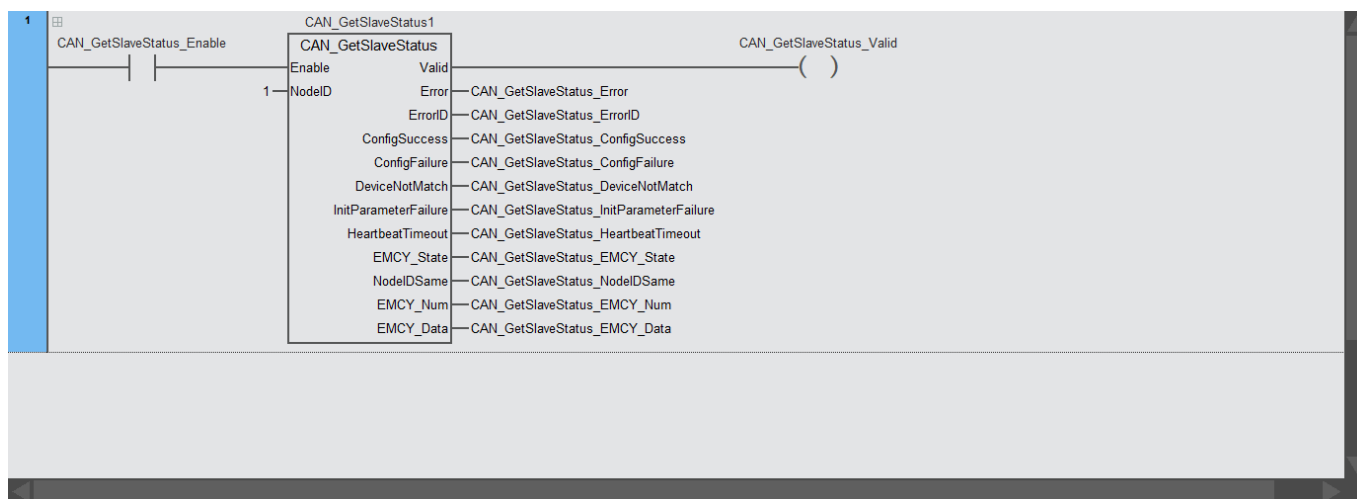 1
CAN_GetSlaveStatus1
CAN_GetSlaveStatus_Enable CAN_GetSlaveStatus CAN_GetSlaveStatus_Valid
Enable Valid
1 NodeID Error CAN_GetSlaveStatus_Error
ErrorID CAN_GetSlaveStatus_ErrorID
ConfigSuccess CAN_GetSlaveStatus_ConfigSuccess
ConfigFailure CAN_GetSlaveStatus_ConfigFailure
DeviceNotMatch CAN_GetSlaveStatus_DeviceNotMatch
InitParameterFailure CAN_GetSlaveStatus_InitParameterFailure
HeartbeatTimeout CAN_GetSlaveStatus_HeartbeatTimeout
EMCY_State CAN_GetSlaveStatus_EMCY_State
NodeIDSame CAN_GetSlaveStatus_NodeIDSame
EMCY_Num CAN_GetSlaveStatus_EMCY_Num
EMCY_Data CAN_GetSlaveStatus_EMCY_Data